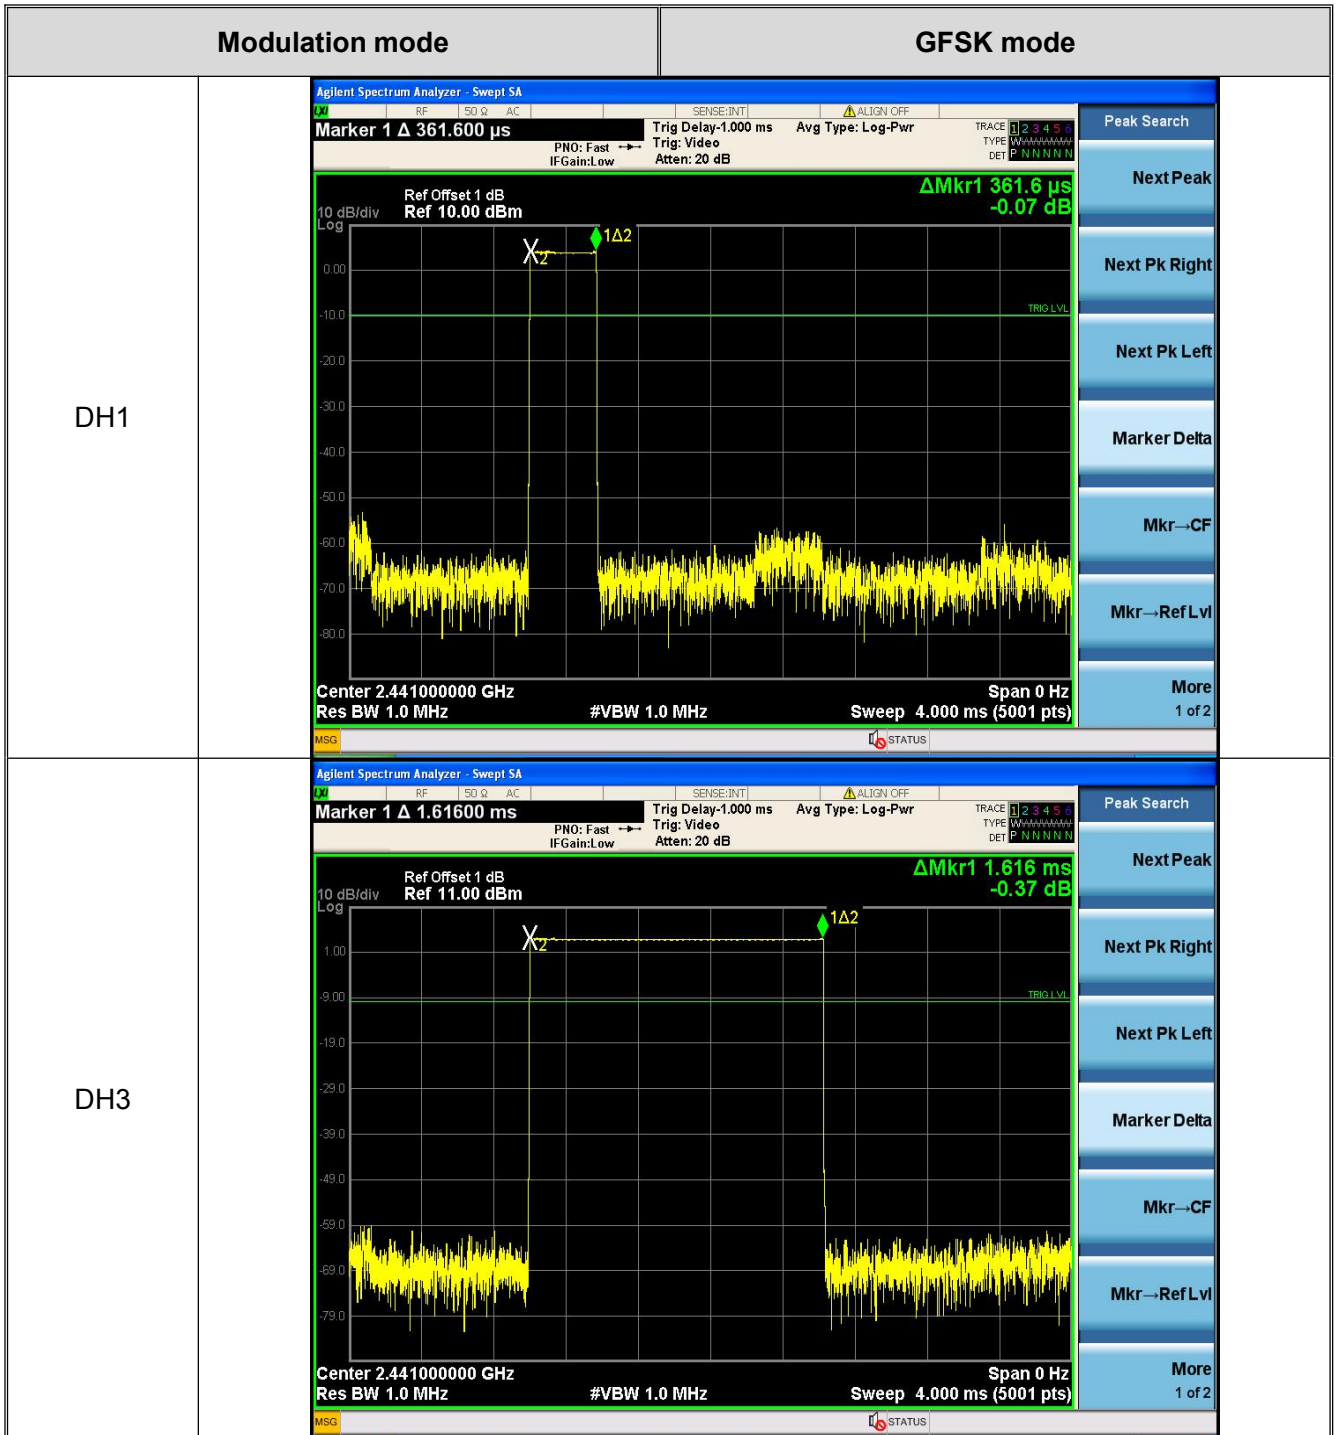 Modulation mode GFSK mode
DH1
Agilent Spectrum Analyzer - Swept SA
LXI RF 50 Ω AC SENSE:INT ALIGN OFF
Marker 1 Δ 361.600 μs
PNO: Fast
IFGain:Low
Trig Delay-1.000 ms
Trig: Video
Atten: 20 dB
Avg Type: Log-Pwr
TRACE 1 2 3 4 5 6
TYPE
DET P N N N N N
ΔMkr1 361.6 μs
-0.07 dB
Ref Offset 1 dB
10 dB/div Ref 10.00 dBm
Log
X2
1Δ2
0.00
TRIG LVL
-10.0
-20.0
-30.0
-40.0
-50.0
-60.0
-70.0
-80.0
Center 2.441000000 GHz Span 0 Hz
Res BW 1.0 MHz #VBW 1.0 MHz Sweep 4.000 ms (5001 pts)
MSG STATUS
Peak Search
Next Peak
Next Pk Right
Next Pk Left
Marker Delta
Mkr→CF
Mkr→Ref Lvl
More
1 of 2
DH3
Agilent Spectrum Analyzer - Swept SA
LXI RF 50 Ω AC SENSE:INT ALIGN OFF
Marker 1 Δ 1.61600 ms
PNO: Fast
IFGain:Low
Trig Delay-1.000 ms
Trig: Video
Atten: 20 dB
Avg Type: Log-Pwr
TRACE 1 2 3 4 5 6
TYPE
DET P N N N N N
ΔMkr1 1.616 ms
-0.37 dB
Ref Offset 1 dB
10 dB/div Ref 11.00 dBm
Log
X2
1Δ2
1.00
-9.00
TRIG LVL
-19.0
-29.0
-39.0
-49.0
-59.0
-69.0
-79.0
Center 2.441000000 GHz Span 0 Hz
Res BW 1.0 MHz #VBW 1.0 MHz Sweep 4.000 ms (5001 pts)
MSG STATUS
Peak Search
Next Peak
Next Pk Right
Next Pk Left
Marker Delta
Mkr→CF
Mkr→Ref Lvl
More
1 of 2